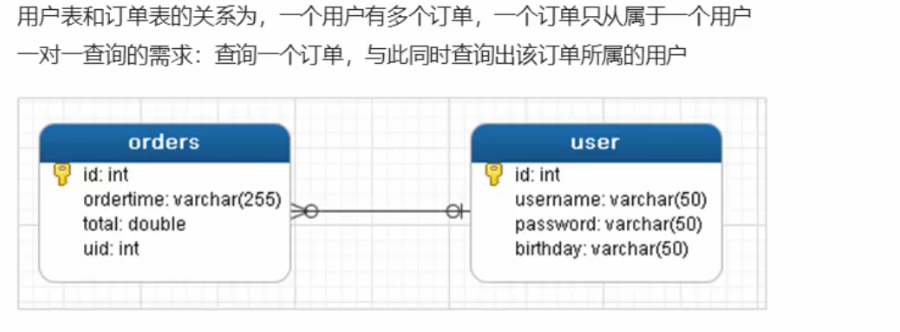 用户表和订单表的关系为，一个用户有多个订单，一个订单只从属于一个用户
一对一查询的需求：查询一个订单，与此同时查询出该订单所属的用户
orders
id: int
ordertime: varchar(255)
total: double
uid: int
user
id: int
username: varchar(50)
password: varchar(50)
birthday: varchar(50)